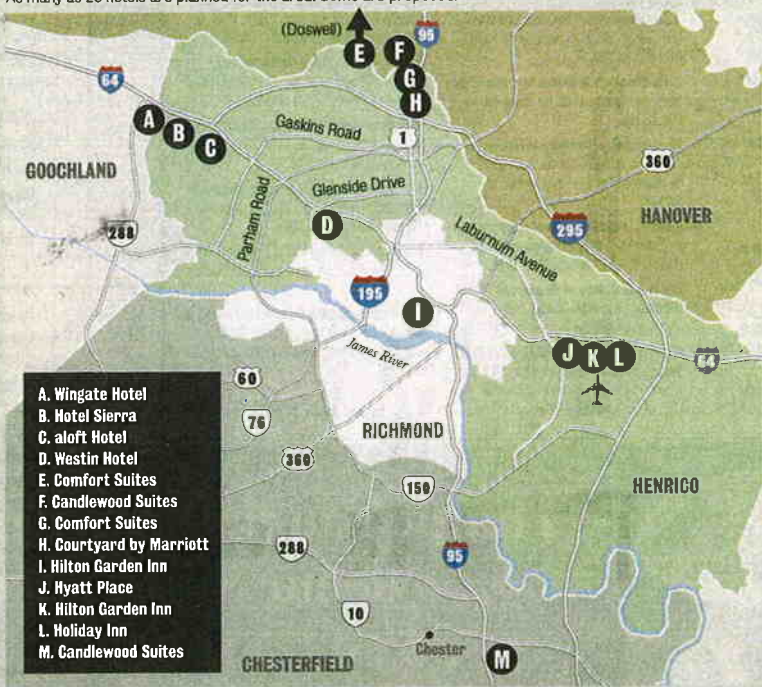 (Doswell)
E
F
95
G
H
64
A
B
C
Gaskins Road
1
GOOCHLAND
360
HANOVER
Parham Road
Glenside Drive
288
D
Laburnum Avenue
295
195
I
James River
J
K
L
64
60
76
RICHMOND
360
150
HENRICO
288
95
10
Chester
M
CHESTERFIELD
A. Wingate Hotel
B. Hotel Sierra
C. aloft Hotel
D. Westin Hotel
E. Comfort Suites
F. Candlewood Suites
G. Comfort Suites
H. Courtyard by Marriott
I. Hilton Garden Inn
J. Hyatt Place
K. Hilton Garden Inn
L. Holiday Inn
M. Candlewood Suites